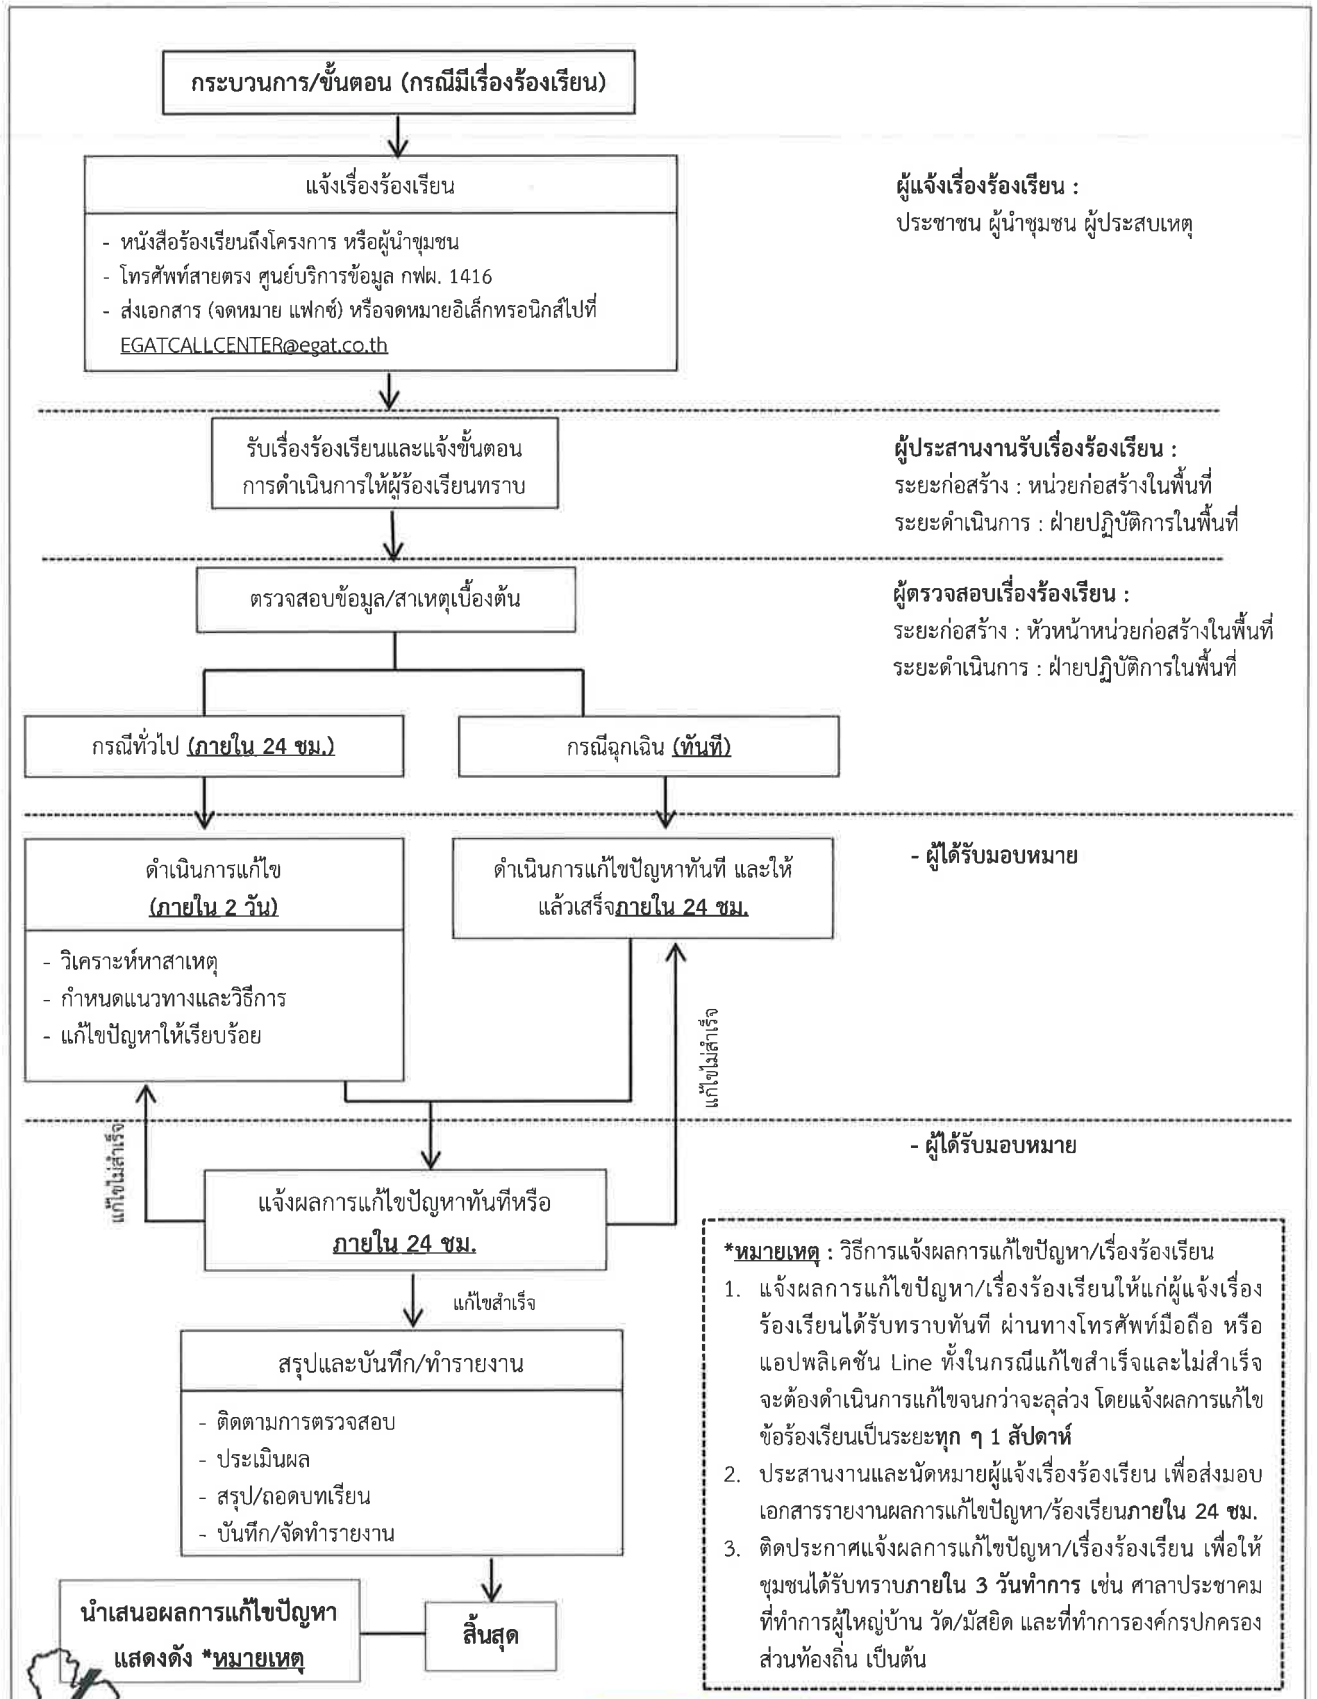 กระบวนการ/ขั้นตอน (กรณีมีเรื่องร้องเรียน)
แจ้งเรื่องร้องเรียน
- หนังสือร้องเรียนถึงโครงการ หรือผู้นำชุมชน
- โทรศัพท์สายตรง ศูนย์บริการข้อมูล กฟผ. 1416
- ส่งเอกสาร (จดหมาย แฟกซ์) หรือจดหมายอิเล็กทรอนิกส์ไปที่
EGATCALLCENTER@egat.co.th
ผู้แจ้งเรื่องร้องเรียน :
ประชาชน ผู้นำชุมชน ผู้ประสบเหตุ
รับเรื่องร้องเรียนและแจ้งขั้นตอน
การดำเนินการให้ผู้ร้องเรียนทราบ
ผู้ประสานงานรับเรื่องร้องเรียน :
ระยะก่อสร้าง : หน่วยก่อสร้างในพื้นที่
ระยะดำเนินการ : ฝ่ายปฏิบัติการในพื้นที่
ตรวจสอบข้อมูล/สาเหตุเบื้องต้น
ผู้ตรวจสอบเรื่องร้องเรียน :
ระยะก่อสร้าง : หัวหน้าหน่วยก่อสร้างในพื้นที่
ระยะดำเนินการ : ฝ่ายปฏิบัติการในพื้นที่
กรณีทั่วไป (ภายใน 24 ชม.)
กรณีฉุกเฉิน (ทันที)
ดำเนินการแก้ไข
(ภายใน 2 วัน)
- วิเคราะห์หาสาเหตุ
- กำหนดแนวทางและวิธีการ
- แก้ไขปัญหาให้เรียบร้อย
ดำเนินการแก้ไขปัญหาทันที และให้
แล้วเสร็จภายใน 24 ชม.
- ผู้ได้รับมอบหมาย
แก้ไขไม่สำเร็จ
แก้ไขไม่สำเร็จ
- ผู้ได้รับมอบหมาย
แจ้งผลการแก้ไขปัญหาทันทีหรือ
ภายใน 24 ชม.
แก้ไขสำเร็จ
สรุปและบันทึก/ทำรายงาน
- ติดตามการตรวจสอบ
- ประเมินผล
- สรุป/ถอดบทเรียน
- บันทึก/จัดทำรายงาน
นำเสนอผลการแก้ไขปัญหา
แสดงดัง *หมายเหตุ
สิ้นสุด
*หมายเหตุ : วิธีการแจ้งผลการแก้ไขปัญหา/เรื่องร้องเรียน
1. แจ้งผลการแก้ไขปัญหา/เรื่องร้องเรียนให้แก่ผู้แจ้งเรื่อง
ร้องเรียนได้รับทราบทันที ผ่านทางโทรศัพท์มือถือ หรือ
แอปพลิเคชัน Line ทั้งในกรณีแก้ไขสำเร็จและไม่สำเร็จ
จะต้องดำเนินการแก้ไขจนกว่าจะลุล่วง โดยแจ้งผลการแก้ไข
ข้อร้องเรียนเป็นระยะทุก ๆ 1 สัปดาห์
2. ประสานงานและนัดหมายผู้แจ้งเรื่องร้องเรียน เพื่อส่งมอบ
เอกสารรายงานผลการแก้ไขปัญหา/ร้องเรียนภายใน 24 ชม.
3. ติดประกาศแจ้งผลการแก้ไขปัญหา/เรื่องร้องเรียน เพื่อให้
ชุมชนได้รับทราบภายใน 3 วันทำการ เช่น ศาลาประชาคม
ที่ทำการผู้ใหญ่บ้าน วัด/มัสยิด และที่ทำการองค์กรปกครอง
ส่วนท้องถิ่น เป็นต้น